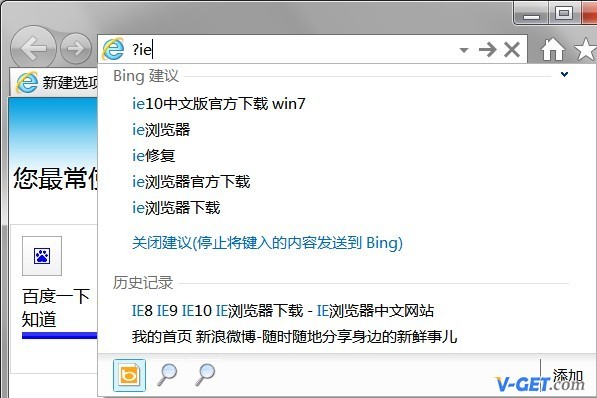 ?ie
新建选项
Bing 建议
您最常使
ie10中文版官方下载 win7
ie浏览器
ie修复
ie浏览器官方下载
ie浏览器下载
关闭建议(停止将键入的内容发送到 Bing)
百度一下
知道
历史记录
IE8 IE9 IE10 IE浏览器下载 - IE浏览器中文网站
我的首页 新浪微博-随时随地分享身边的新鲜事儿
添加
V-GET.com